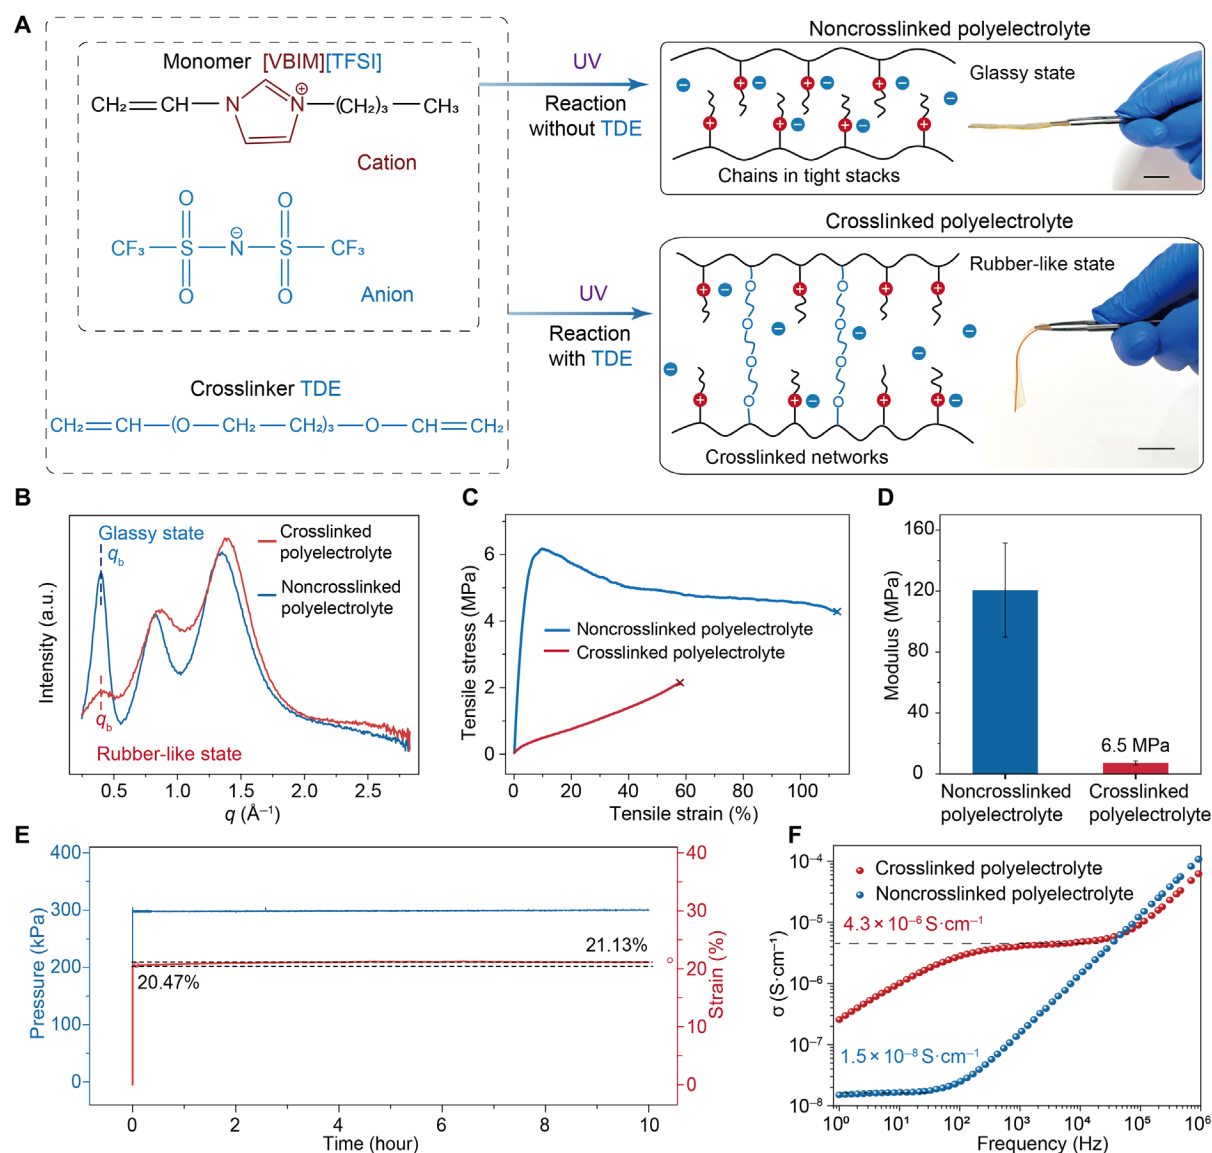 A
Monomer [VBIM][TFSI]
CH₂ CH N N ⊕ (CH₂)₃ CH₃
Cation
O O
CF₃ S N ⊖ S CF₃
O O
Anion
Crosslinker TDE
CH₂ CH (O CH₂ CH₂)₃ O CH CH₂
UV
Reaction
without TDE
UV
Reaction
with TDE
Noncrosslinked polyelectrolyte
Glassy state
− + − + − + −
+ + − + − +
Chains in tight stacks
Crosslinked polyelectrolyte
Rubber-like state
+ − + + +
O O
− − −
O O
− −
O O
+ + − + + −
O O
Crosslinked networks
B
Glassy state
q_b
Crosslinked
polyelectrolyte
Noncrosslinked
polyelectrolyte
q_b
Rubber-like state
Intensity (a.u.)
0.5 1.0 1.5 2.0 2.5
q (Å⁻¹)
C
Tensile stress (MPa)
6
4
2
0
Noncrosslinked polyelectrolyte
Crosslinked polyelectrolyte
0 20 40 60 80 100
Tensile strain (%)
D
Modulus (MPa)
160
120
80
40
0
6.5 MPa
Noncrosslinked
polyelectrolyte
Crosslinked
polyelectrolyte
E
Pressure (kPa)
400
300
200
100
0
20.47%
21.13%
40
30
20
10
0
Strain (%)
0 2 4 6 8 10
Time (hour)
F
σ (S·cm⁻¹)
10⁻⁴
10⁻⁵
10⁻⁶
10⁻⁷
10⁻⁸
Crosslinked polyelectrolyte
Noncrosslinked polyelectrolyte
4.3 × 10⁻⁶ S·cm⁻¹
1.5 × 10⁻⁸ S·cm⁻¹
10⁰ 10¹ 10² 10³ 10⁴ 10⁵ 10⁶
Frequency (Hz)